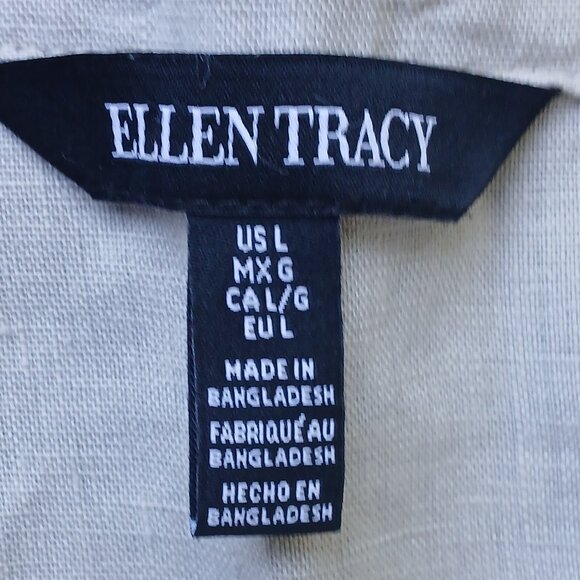 ELLEN TRACY
US L
MX G
CA L/G
EU L
MADE IN
BANGLADESH
FABRIQUÉ AU
BANGLADESH
HECHO EN
BANGLADESH